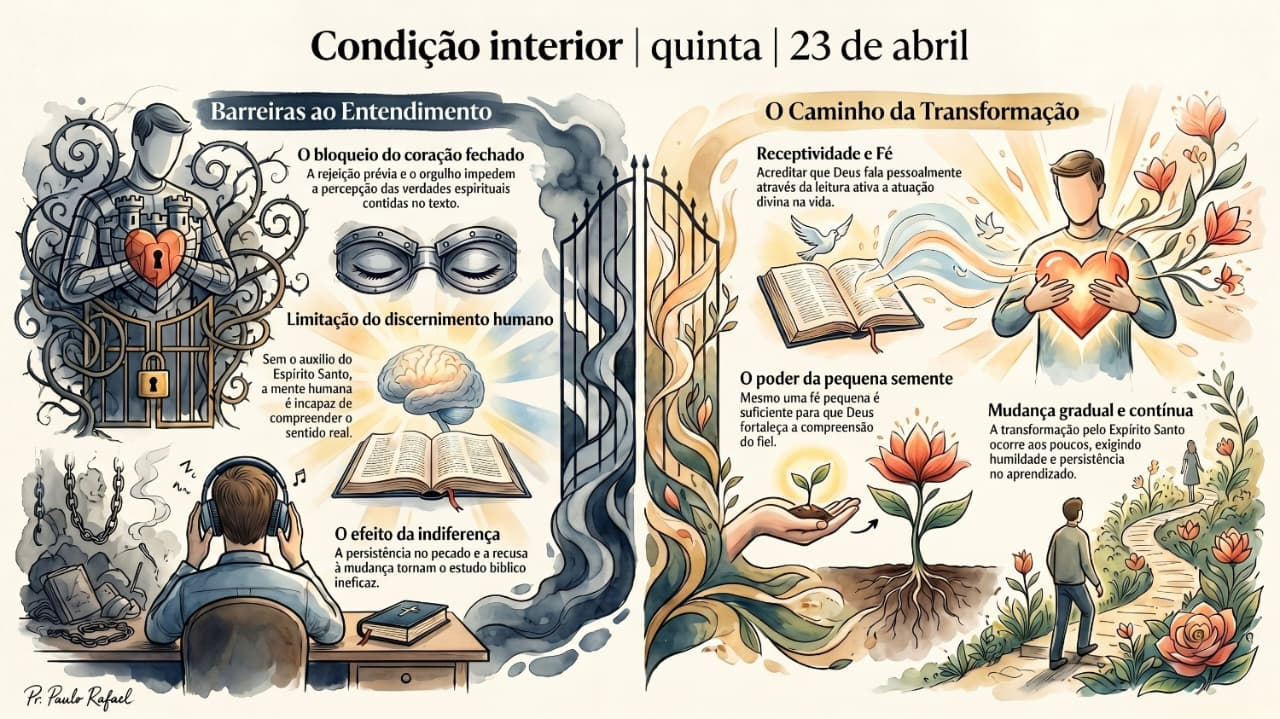 Condição interior | quinta | 23 de abril
Barreiras ao Entendimento
O bloqueio do coração fechado
A rejeição prévia e o orgulho impedem
a percepção das verdades espirituais
contidas no texto.
Limitação do discernimento humano
Sem o auxilio do
Espírito Santo,
a mente humana
é incapaz de
compreender o
sentido real.
O efeito da indiferença
A persistência no pecado e a recusa
à mudança tornam o estudo bíblico
ineficaz.
O Caminho da Transformação
Receptividade e Fé
Acreditar que Deus fala pessoalmente
através da leitura ativa a atuação
divina na vida.
O poder da pequena semente
Mesmo uma fé pequena é
suficiente para que Deus
fortaleça a compreensão
do fiel.
Mudança gradual e contínua
A transformação pelo Espírito Santo
ocorre aos poucos, exigindo
humildade e persistência
no aprendizado.
Pr. Paulo Rafael